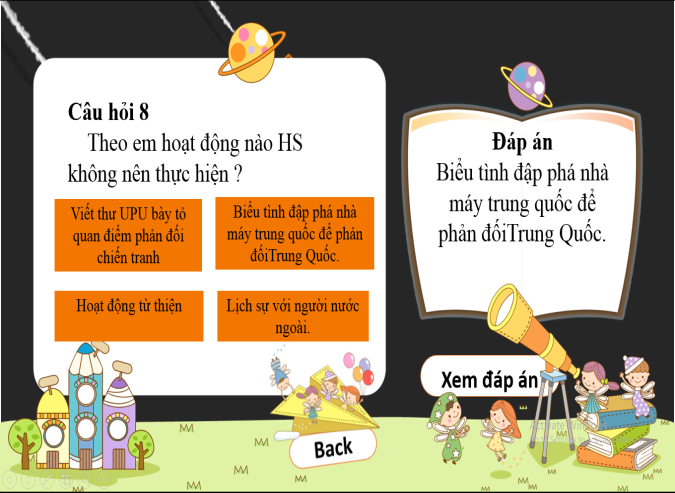 Câu hỏi 8
Theo em hoạt động nào HS
không nên thực hiện ?
Viết thư UPU bày tỏ
quan điểm phản đối
chiến tranh
Biểu tình đập phá nhà
máy trung quốc để phản
đốiTrung Quốc.
Hoạt động từ thiện
Lịch sự với người nước
ngoài.
Đáp án
Biểu tình đập phá nhà
máy trung quốc để
phản đốiTrung Quốc.
Xem đáp án
Back